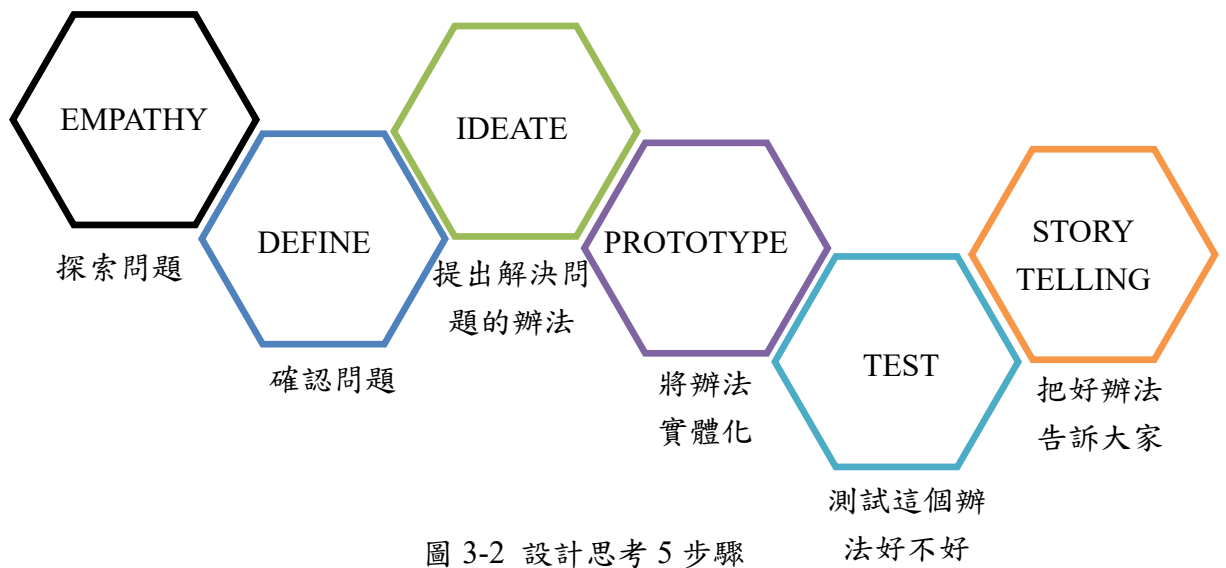 EMPATHY
探索問題
DEFINE
確認問題
IDEATE
提出解決問
題的辦法
PROTOTYPE
將辦法
實體化
TEST
測試這個辦
法好不好
STORY
TELLING
把好辦法
告訴大家
圖 3-2 設計思考 5 步驟